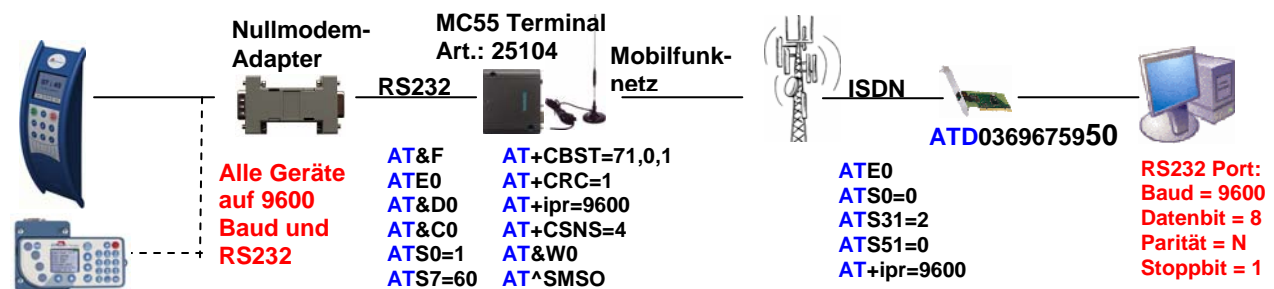 Nullmodem-
Adapter
MC55 Terminal
Art.: 25104
Mobilfunk-
netz
RS232
ISDN
ATD0369675950
Alle Geräte
auf 9600
Baud und
RS232
AT&F
ATE0
AT&D0
AT&C0
ATS0=1
ATS7=60
AT+CBST=71,0,1
AT+CRC=1
AT+ipr=9600
AT+CSNS=4
AT&W0
AT^SMSO
ATE0
ATS0=0
ATS31=2
ATS51=0
AT+ipr=9600
RS232 Port:
Baud = 9600
Datenbit = 8
Parität = N
Stoppbit = 1